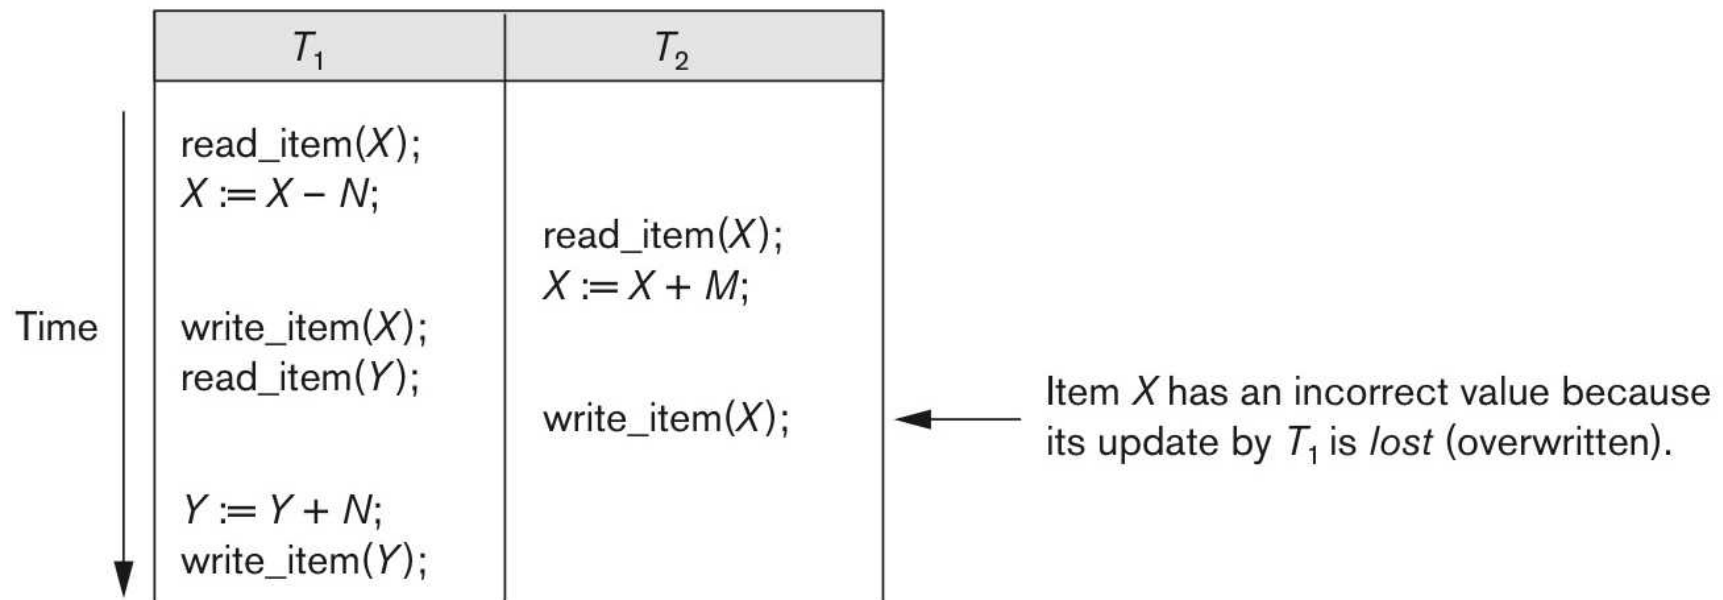 T1 T2
read_item(X);
X := X – N;
read_item(X);
X := X + M;
Time
write_item(X);
read_item(Y);
write_item(X);
Item X has an incorrect value because
its update by T1 is lost (overwritten).
Y := Y + N;
write_item(Y);